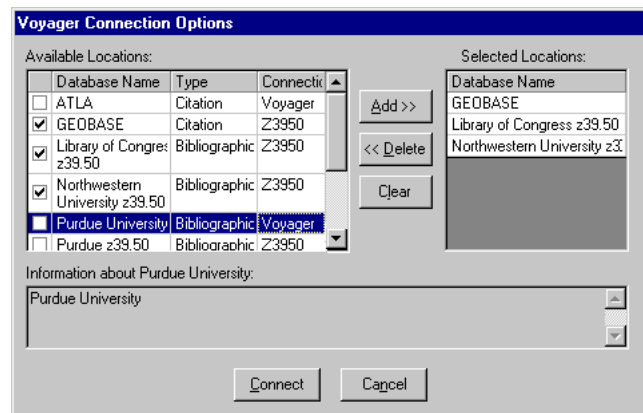 Voyager Connection Options
Available Locations:
Selected Locations:
Database Name Type Connectic
ATLA Citation Voyager
GEOBASE Citation Z3950
Library of Congres Bibliographic Z3950
z39.50
Northwestern Bibliographic Z3950
University z39.50
Purdue University Bibliographic Voyager
Purdue z39.50 Bibliographic Z3950
Add >>
<< Delete
Clear
Database Name
GEOBASE
Library of Congress z39.50
Northwestern University z3
Information about Purdue University:
Purdue University
Connect
Cancel